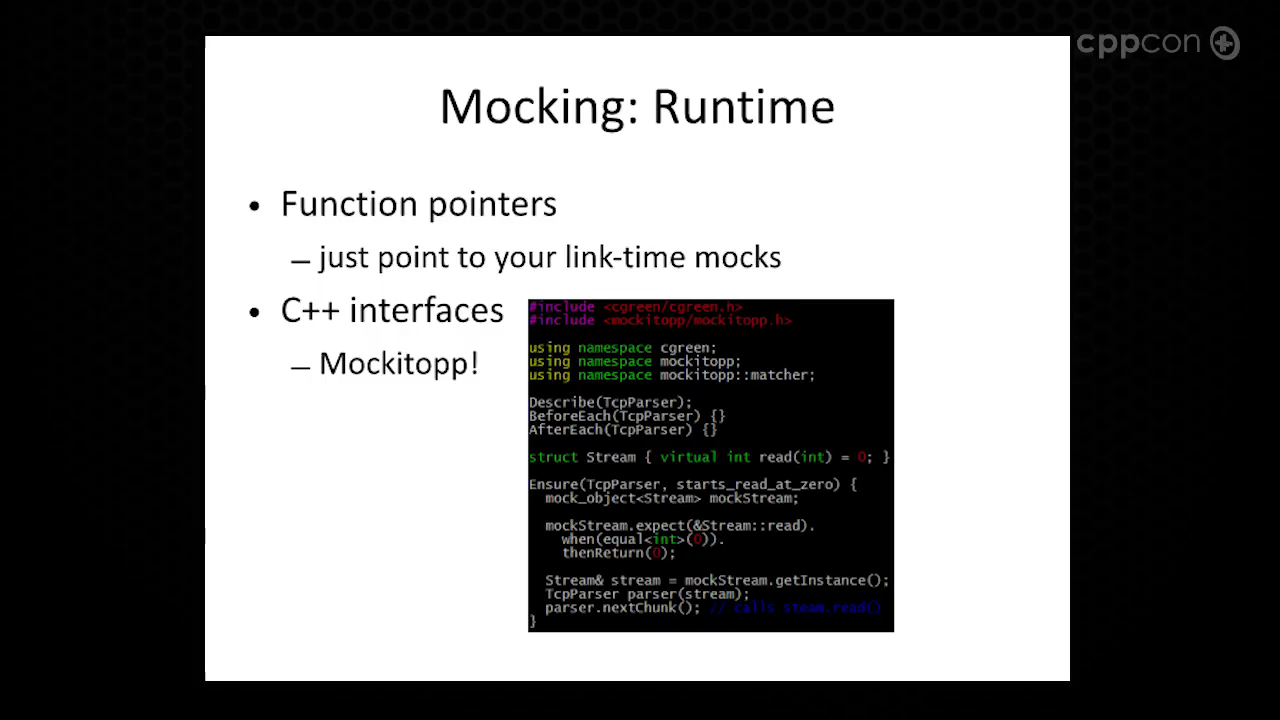 cppcon
Mocking: Runtime
• Function pointers
– just point to your link-time mocks
• C++ interfaces
– Mockitopp!
#include <cgreen/cgreen.h>
#include <mockitopp/mockitopp.h>
using namespace cgreen;
using namespace mockitopp;
using namespace mockitopp::matcher;
Describe(TcpParser);
BeforeEach(TcpParser) {}
AfterEach(TcpParser) {}
struct Stream { virtual int read(int) = 0; }
Ensure(TcpParser, starts_read_at_zero) {
mock_object<Stream> mockStream;
mockStream.expect(&Stream::read).
when(equal<int>(0)).
thenReturn(0);
Stream& stream = mockStream.getInstance();
TcpParser parser(stream);
parser.nextChunk(); // calls steam.read()
}